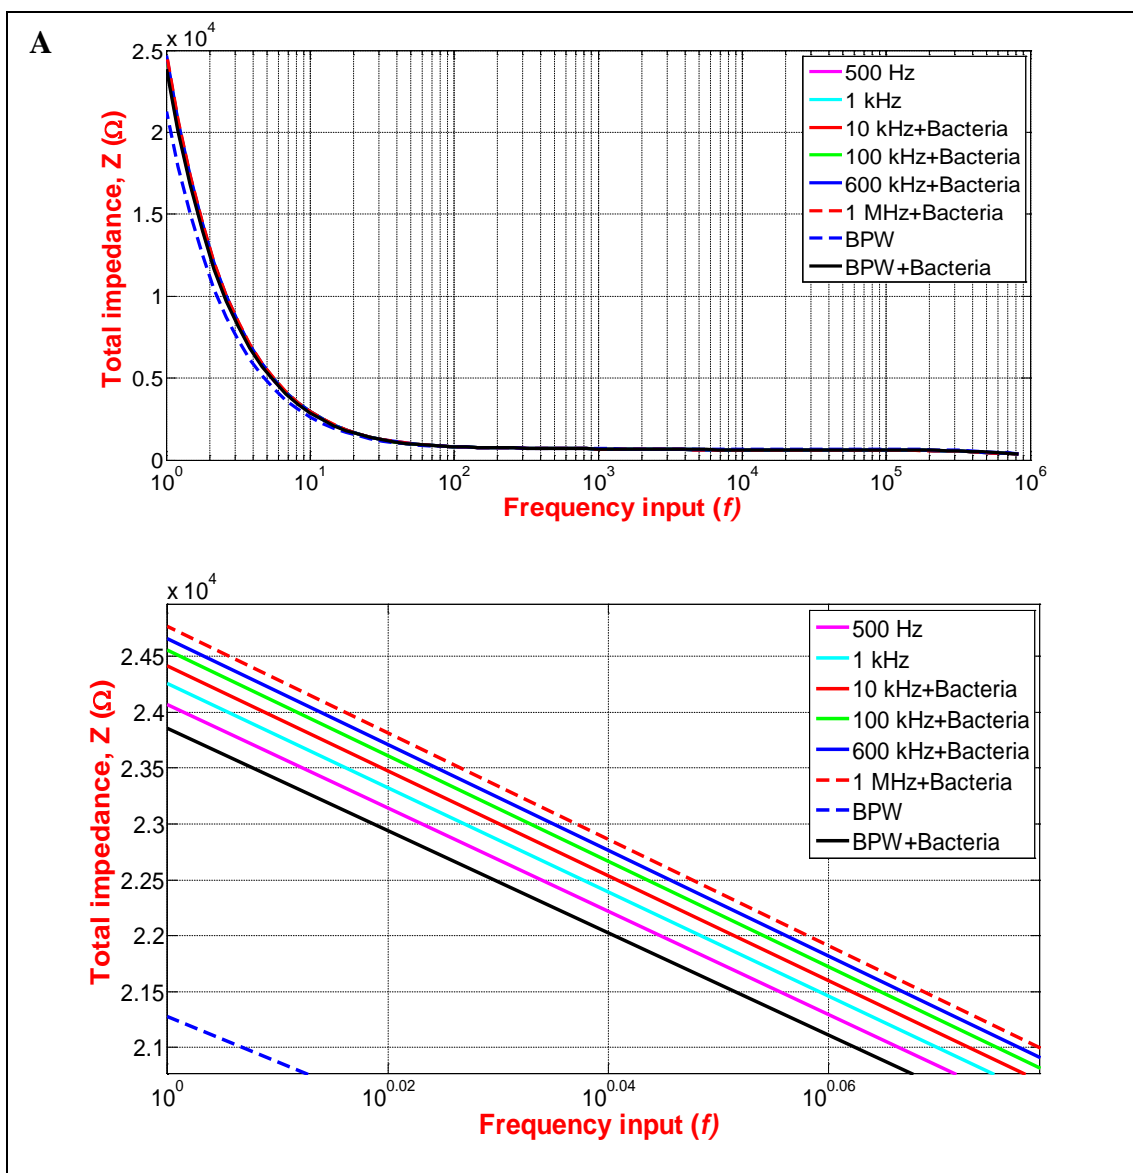 A
x 10^4
2.5
2
1.5
1
0.5
0
Total impedance, Z (Ω)
10^0 10^1 10^2 10^3 10^4 10^5 10^6
Frequency input (f)
500 Hz
1 kHz
10 kHz+Bacteria
100 kHz+Bacteria
600 kHz+Bacteria
1 MHz+Bacteria
BPW
BPW+Bacteria
x 10^4
2.45
2.4
2.35
2.3
2.25
2.2
2.15
2.1
Total impedance, Z (Ω)
10^0 10^0.02 10^0.04 10^0.06
Frequency input (f)
500 Hz
1 kHz
10 kHz+Bacteria
100 kHz+Bacteria
600 kHz+Bacteria
1 MHz+Bacteria
BPW
BPW+Bacteria